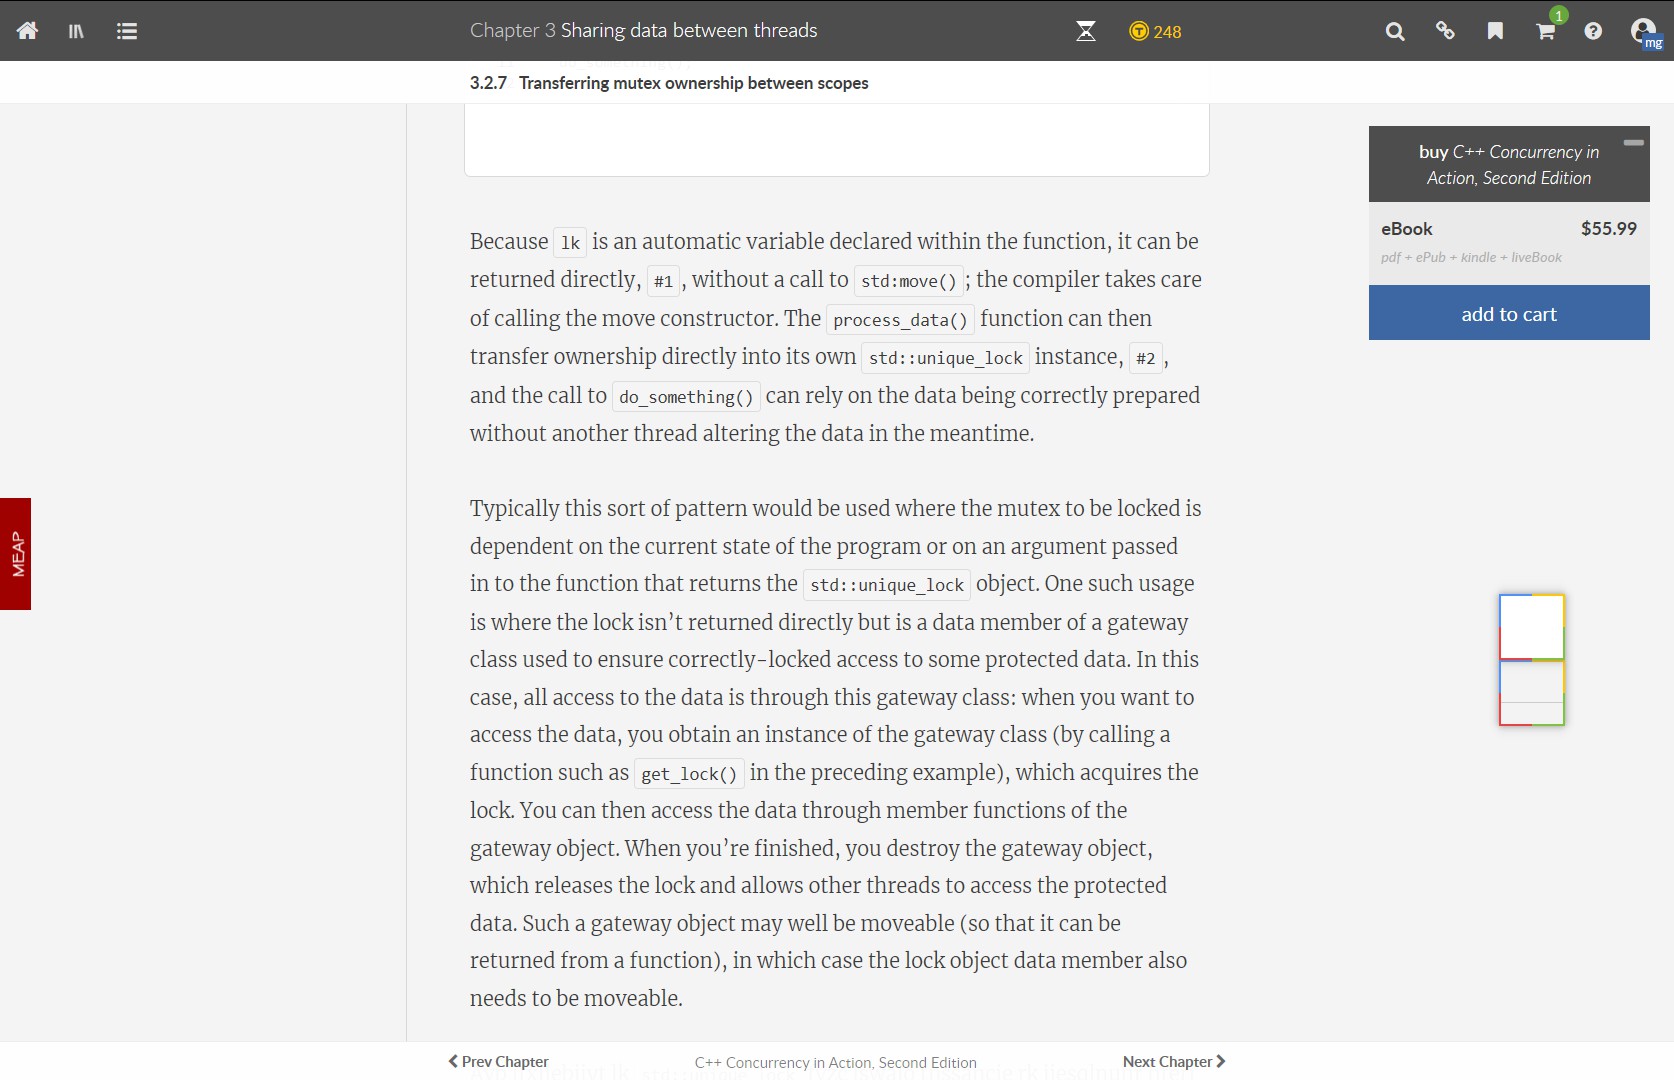 Chapter 3 Sharing data between threads
248
1
mg
do_something();
3.2.7 Transferring mutex ownership between scopes
buy C++ Concurrency in
Action, Second Edition
eBook $55.99
pdf + ePub + kindle + liveBook
add to cart
Because lk is an automatic variable declared within the function, it can be
returned directly, #1 , without a call to std:move() ; the compiler takes care
of calling the move constructor. The process_data() function can then
transfer ownership directly into its own std::unique_lock instance, #2 ,
and the call to do_something() can rely on the data being correctly prepared
without another thread altering the data in the meantime.
MEAP
Typically this sort of pattern would be used where the mutex to be locked is
dependent on the current state of the program or on an argument passed
in to the function that returns the std::unique_lock object. One such usage
is where the lock isn’t returned directly but is a data member of a gateway
class used to ensure correctly-locked access to some protected data. In this
case, all access to the data is through this gateway class: when you want to
access the data, you obtain an instance of the gateway class (by calling a
function such as get_lock() in the preceding example), which acquires the
lock. You can then access the data through member functions of the
gateway object. When you’re finished, you destroy the gateway object,
which releases the lock and allows other threads to access the protected
data. Such a gateway object may well be moveable (so that it can be
returned from a function), in which case the lock object data member also
needs to be moveable.
Prev Chapter C++ Concurrency in Action, Second Edition Next Chapter